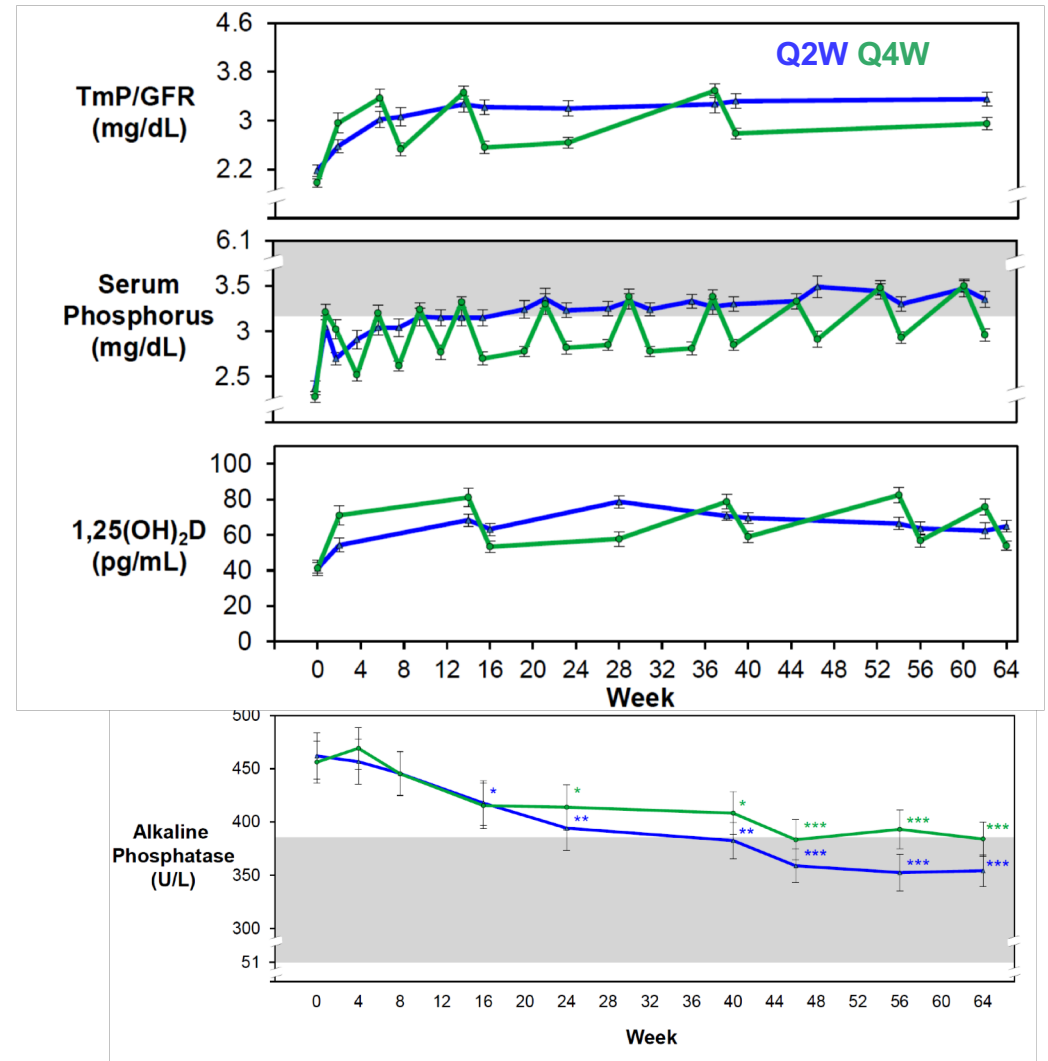 Q2W Q4W
TmP/GFR
(mg/dL)
4.6
3.8
3
2.2
Serum
Phosphorus
(mg/dL)
6.1
3.5
3
2.5
1,25(OH)₂D
(pg/mL)
100
80
60
40
20
0
0 4 8 12 16 20 24 28 32 36 40 44 48 52 56 60 64
Week
Alkaline
Phosphatase
(U/L)
500
450
400
350
300
51
* * ** * ** *** *** *** *** *** ***
0 4 8 12 16 20 24 28 32 36 40 44 48 52 56 60 64
Week